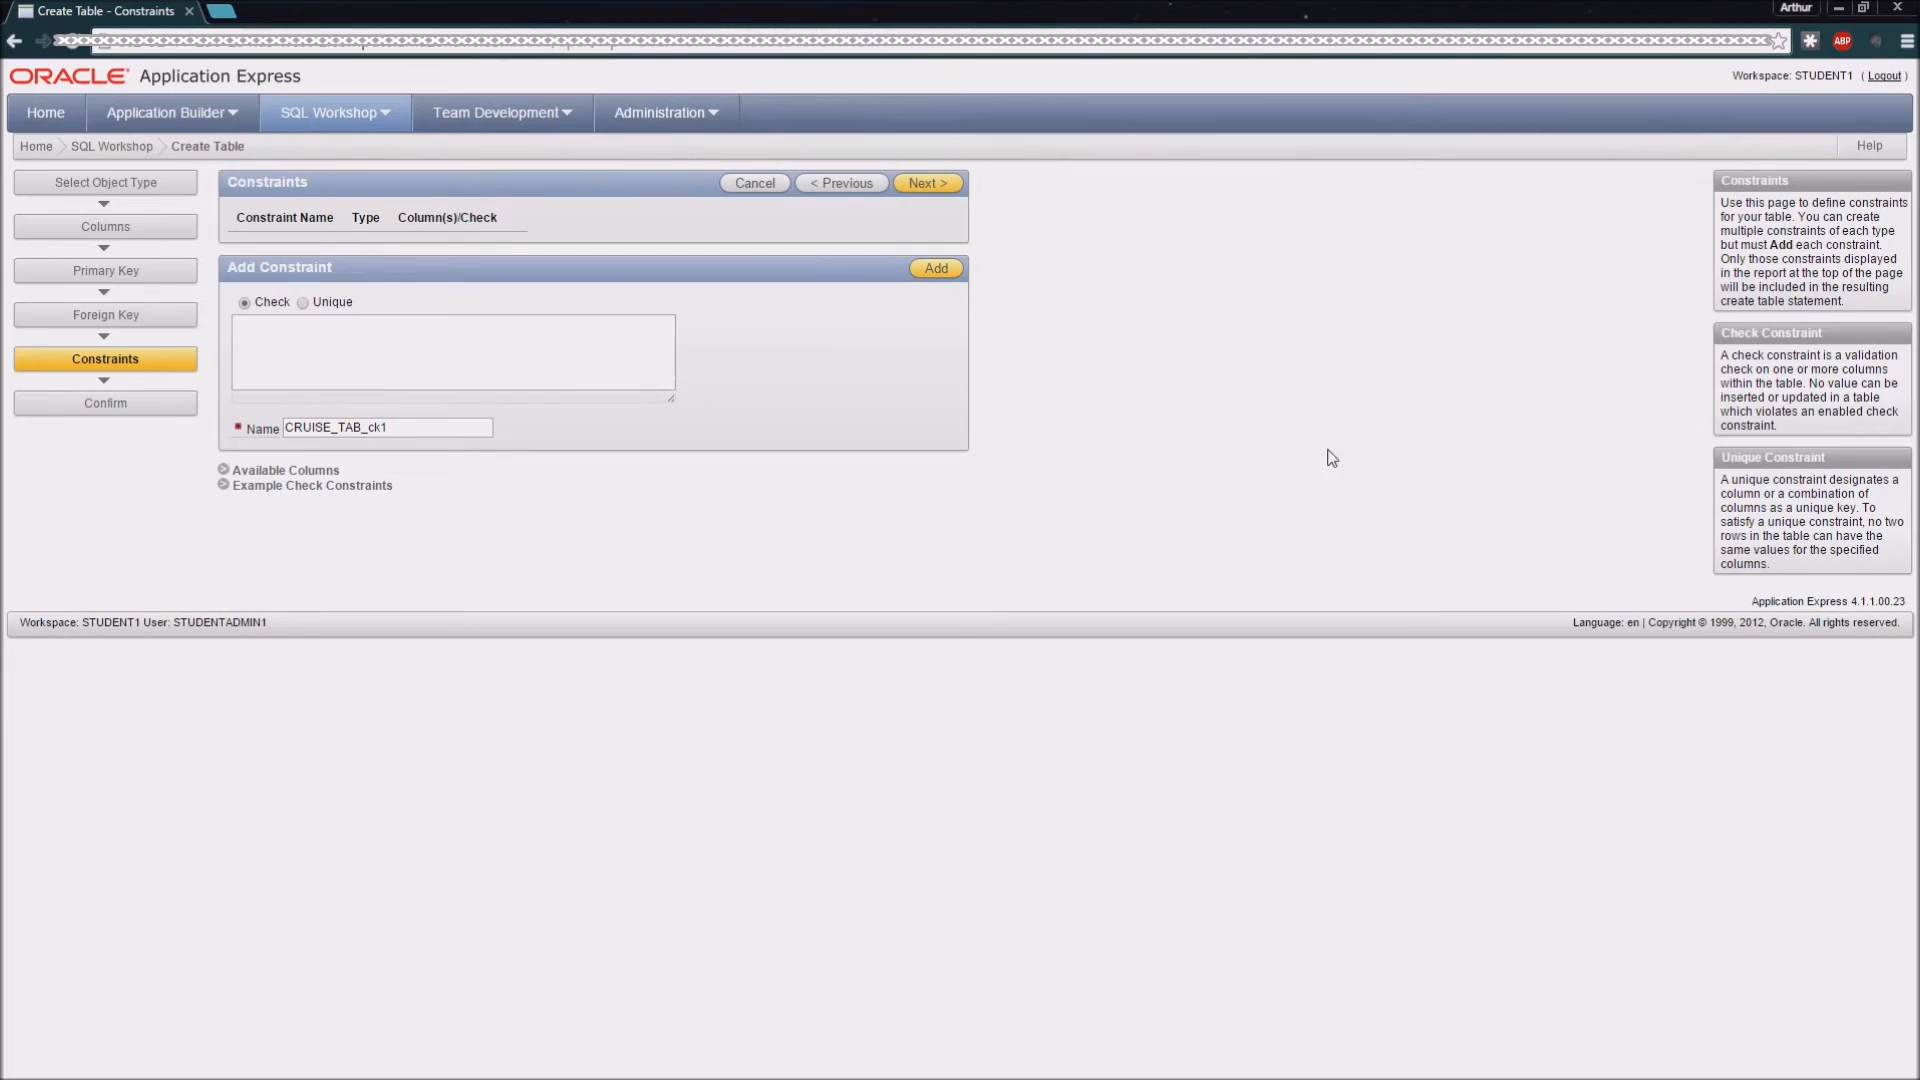 Create Table - Constraints
Arthur
ABP
ORACLE Application Express
Workspace: STUDENT1 ( Logout )
Home
Application Builder
SQL Workshop
Team Development
Administration
Home
SQL Workshop
Create Table
Help
Select Object Type
Columns
Primary Key
Foreign Key
Constraints
Confirm
Constraints
Cancel
< Previous
Next >
Constraint Name Type Column(s)/Check
Add Constraint
Add
Check
Unique
* Name CRUISE_TAB_ck1
Available Columns
Example Check Constraints
Constraints
Use this page to define constraints
for your table. You can create
multiple constraints of each type
but must Add each constraint.
Only those constraints displayed
in the report at the top of the page
will be included in the resulting
create table statement.
Check Constraint
A check constraint is a validation
check on one or more columns
within the table. No value can be
inserted or updated in a table
which violates an enabled check
constraint.
Unique Constraint
A unique constraint designates a
column or a combination of
columns as a unique key. To
satisfy a unique constraint, no two
rows in the table can have the
same values for the specified
columns.
Application Express 4.1.1.00.23
Workspace: STUDENT1 User: STUDENTADMIN1
Language: en | Copyright © 1999, 2012, Oracle. All rights reserved.